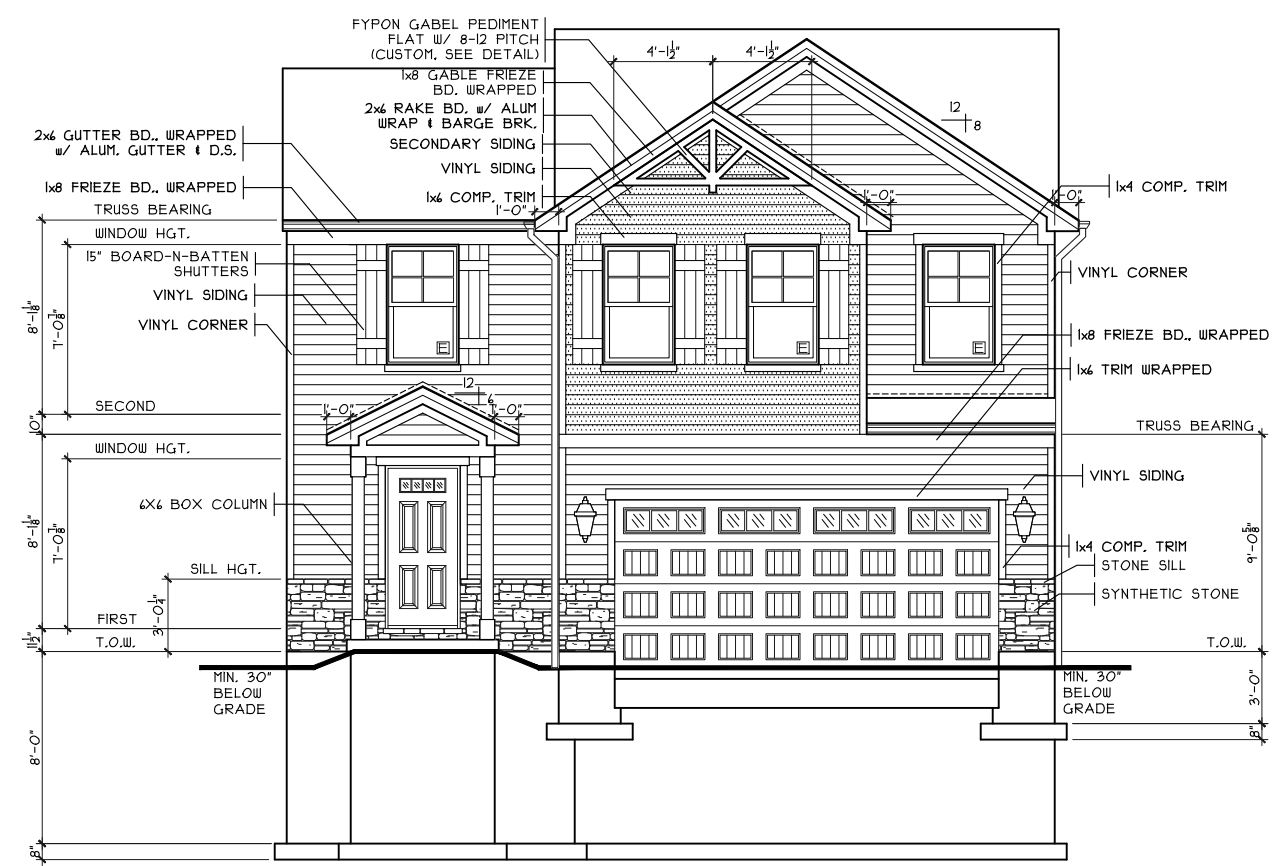 FYPON GABEL PEDIMENT
FLAT W/ 8-12 PITCH
(CUSTOM. SEE DETAIL)
1x8 GABLE FRIEZE
BD. WRAPPED
2x6 RAKE BD. w/ ALUM
WRAP & BARGE BRK.
SECONDARY SIDING
VINYL SIDING
1x6 COMP. TRIM
1'-0"
4'-1½"
4'-1½"
12
8
2x6 GUTTER BD., WRAPPED
w/ ALUM. GUTTER & D.S.
1x8 FRIEZE BD., WRAPPED
TRUSS BEARING
WINDOW HGT.
15" BOARD-N-BATTEN
SHUTTERS
VINYL SIDING
VINYL CORNER
8'-1⅛"
7'-0⅞"
1'-0"
1'-0"
1x4 COMP. TRIM
VINYL CORNER
1x8 FRIEZE BD., WRAPPED
1x6 TRIM WRAPPED
E
E
E
12
6
1'-0"
1'-0"
SECOND
10"
WINDOW HGT.
TRUSS BEARING
6X6 BOX COLUMN
VINYL SIDING
8'-1⅛"
7'-0⅞"
9'-0⅝"
1x4 COMP. TRIM
STONE SILL
SYNTHETIC STONE
SILL HGT.
3'-0¼"
FIRST
11½"
T.O.W.
T.O.W.
MIN. 30"
BELOW
GRADE
MIN. 30"
BELOW
GRADE
3'-0"
8"
8'-0"
8"